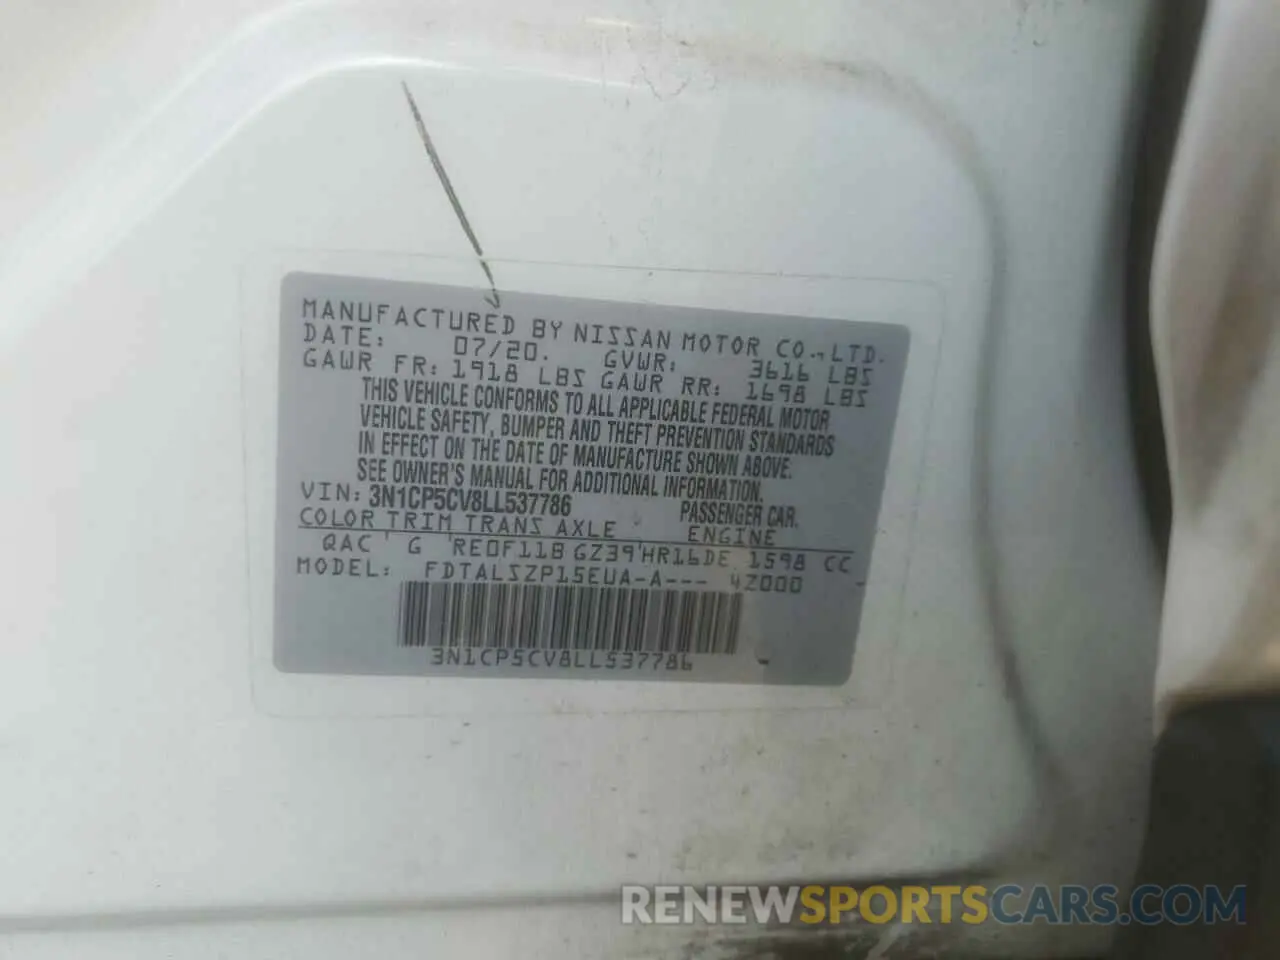 MANUFACTURED BY NISSAN MOTOR CO., LTD.
DATE: 07/20. GVWR: 3616 LBS
GAWR FR: 1918 LBS GAWR RR: 1698 LBS
THIS VEHICLE CONFORMS TO ALL APPLICABLE FEDERAL MOTOR
VEHICLE SAFETY, BUMPER AND THEFT PREVENTION STANDARDS
IN EFFECT ON THE DATE OF MANUFACTURE SHOWN ABOVE.
SEE OWNER'S MANUAL FOR ADDITIONAL INFORMATION.
VIN: 3N1CP5CV8LL537786 PASSENGER CAR.
COLOR TRIM TRANS AXLE ENGINE
QAC G RE0F11B GZ39 HR16DE 1598 CC
MODEL: FDTALSZP15EUA-A--- 4Z000
3N1CP5CV8LL537786
RENEWSPORTSCARS.COM